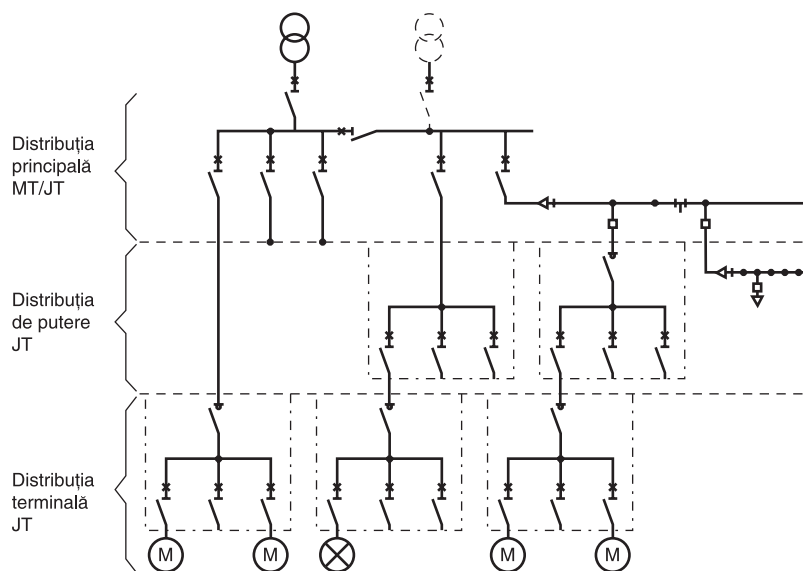 Distribuția
principală
MT/JT
Distribuția
de putere
JT
Distribuția
terminală
JT
M
M
M
M